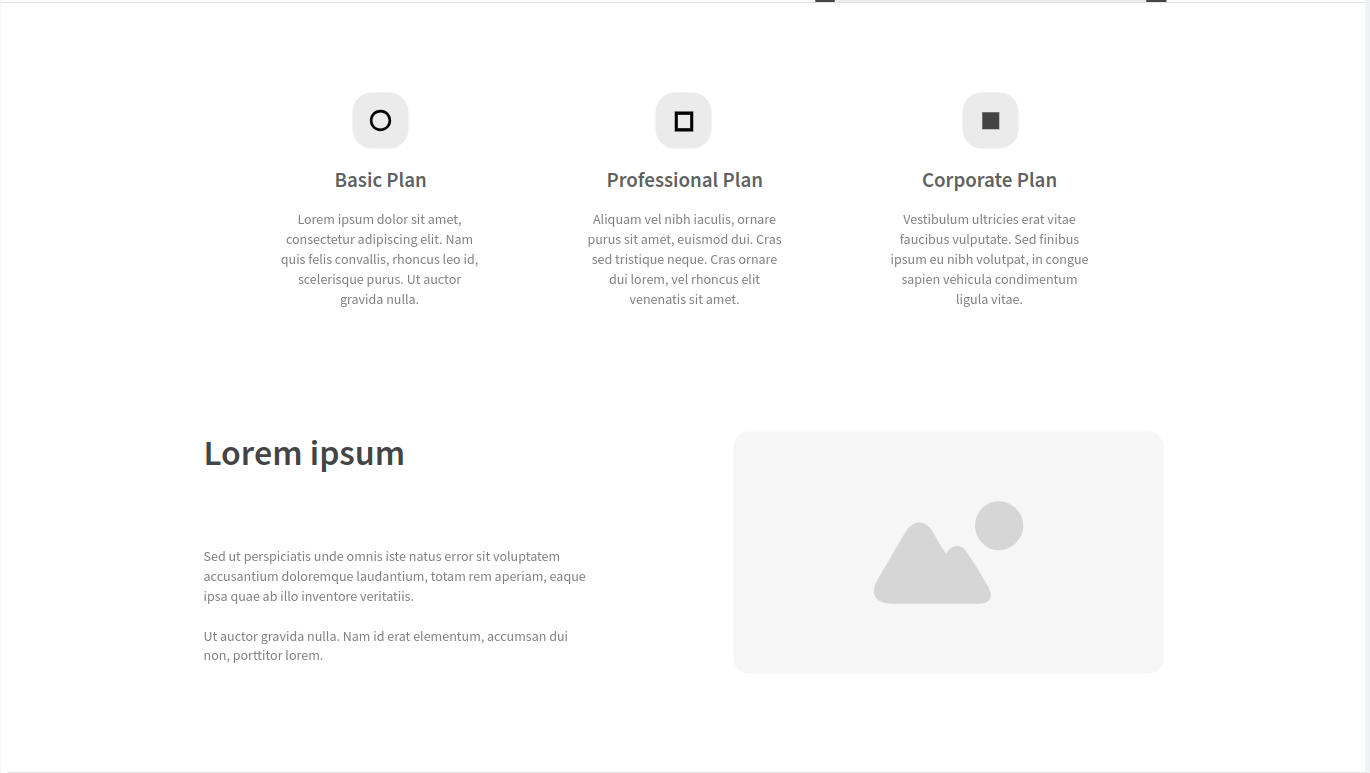 Basic Plan
Lorem ipsum dolor sit amet,
consectetur adipiscing elit. Nam
quis felis convallis, rhoncus leo id,
scelerisque purus. Ut auctor
gravida nulla.
Professional Plan
Aliquam vel nibh iaculis, ornare
purus sit amet, euismod dui. Cras
sed tristique neque. Cras ornare
dui lorem, vel rhoncus elit
venenatis sit amet.
Corporate Plan
Vestibulum ultricies erat vitae
faucibus vulputate. Sed finibus
ipsum eu nibh volutpat, in congue
sapien vehicula condimentum
ligula vitae.
Lorem ipsum
Sed ut perspiciatis unde omnis iste natus error sit voluptatem
accusantium doloremque laudantium, totam rem aperiam, eaque
ipsa quae ab illo inventore veritatiis.
Ut auctor gravida nulla. Nam id erat elementum, accumsan dui
non, porttitor lorem.